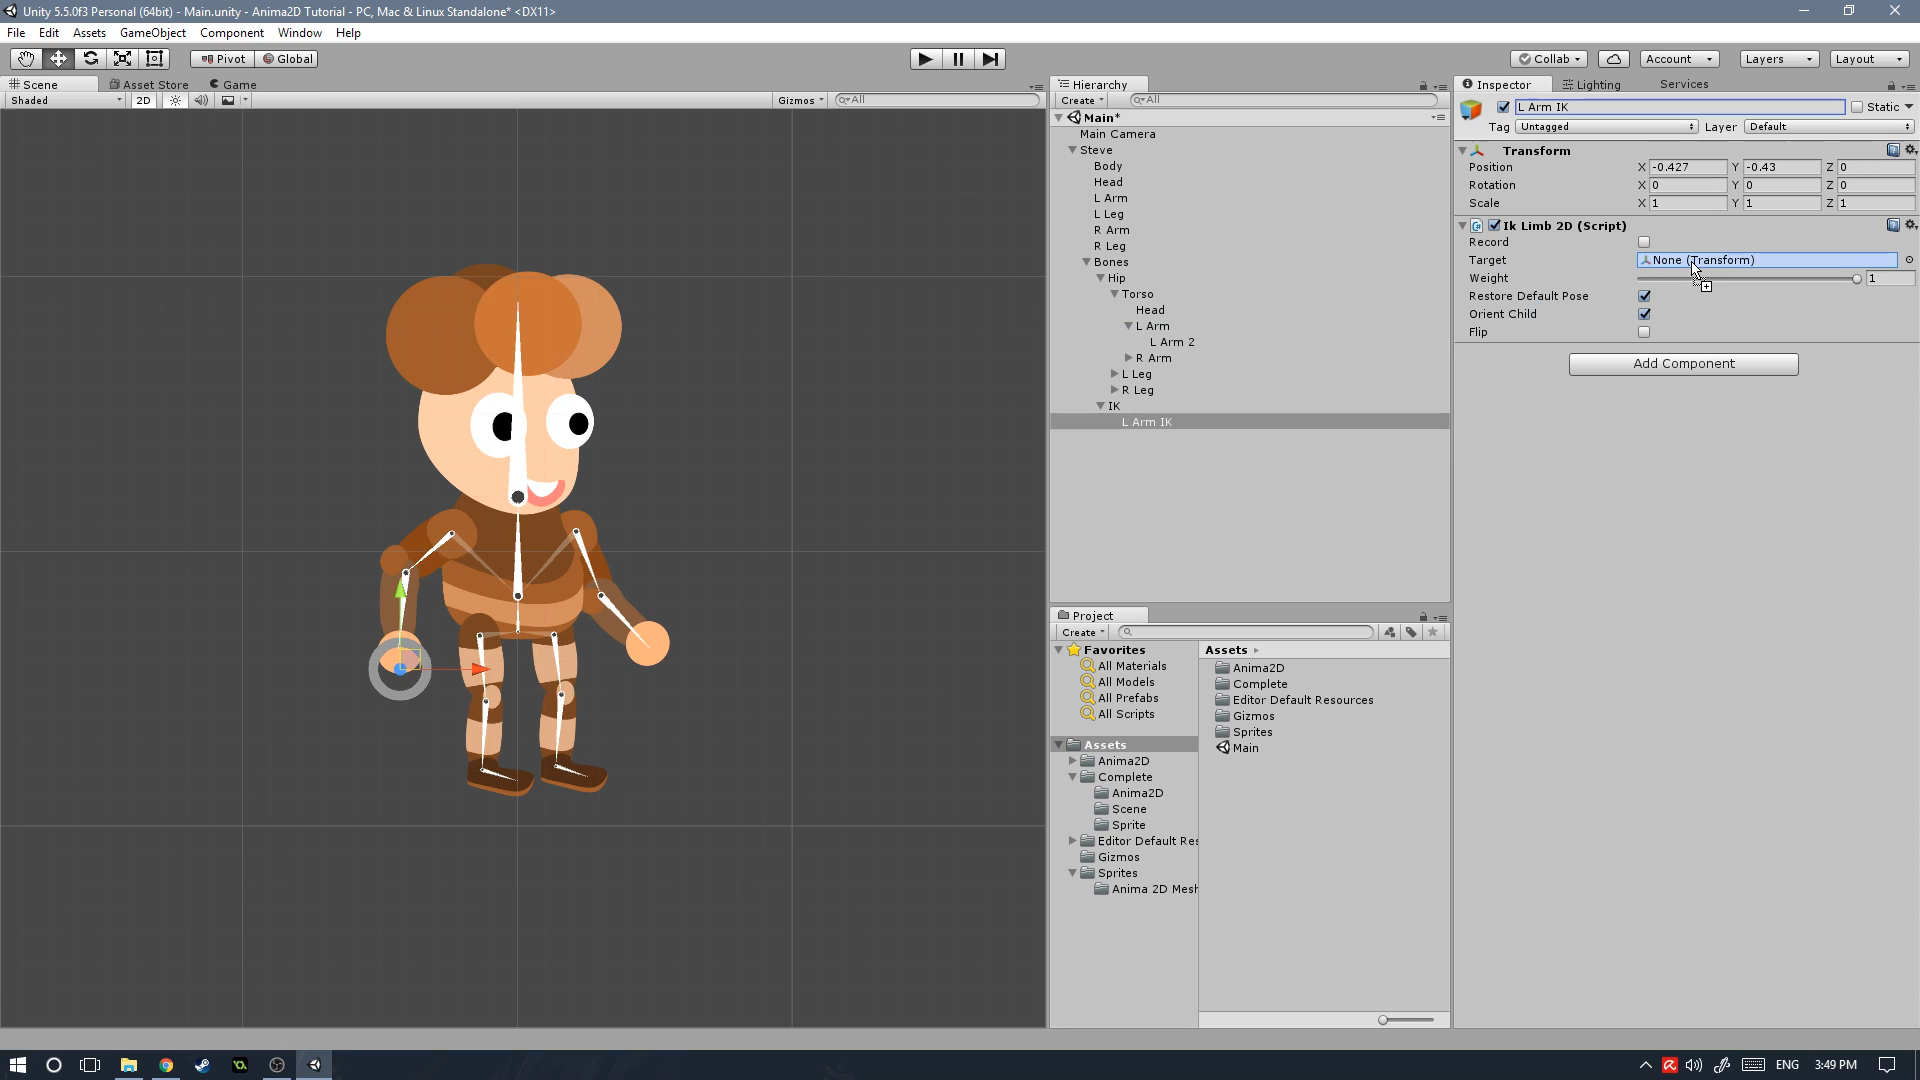 Unity 5.5.0f3 Personal (64bit) - Main.unity - Anima2D Tutorial - PC, Mac & Linux Standalone* <DX11>
File Edit Assets GameObject Component Window Help
Pivot Global Collab Account Layers Layout
Scene Asset Store Game
Shaded 2D Gizmos All
Hierarchy
Create All
Main*
Main Camera
Steve
Body
Head
L Arm
L Leg
R Arm
R Leg
Bones
Hip
Torso
Head
L Arm
L Arm 2
R Arm
L Leg
R Leg
IK
L Arm IK
Project
Create
Favorites
All Materials
All Models
All Prefabs
All Scripts
Assets
Anima2D
Complete
Anima2D
Scene
Sprite
Editor Default Res
Gizmos
Sprites
Anima 2D Mesh
Assets
Anima2D
Complete
Editor Default Resources
Gizmos
Sprites
Main
Inspector Lighting Services
L Arm IK Static
Tag Untagged Layer Default
Transform
Position X -0.427 Y -0.43 Z 0
Rotation X 0 Y 0 Z 0
Scale X 1 Y 1 Z 1
Ik Limb 2D (Script)
Record
Target None (Transform)
Weight 1
Restore Default Pose
Orient Child
Flip
Add Component
ENG 3:49 PM